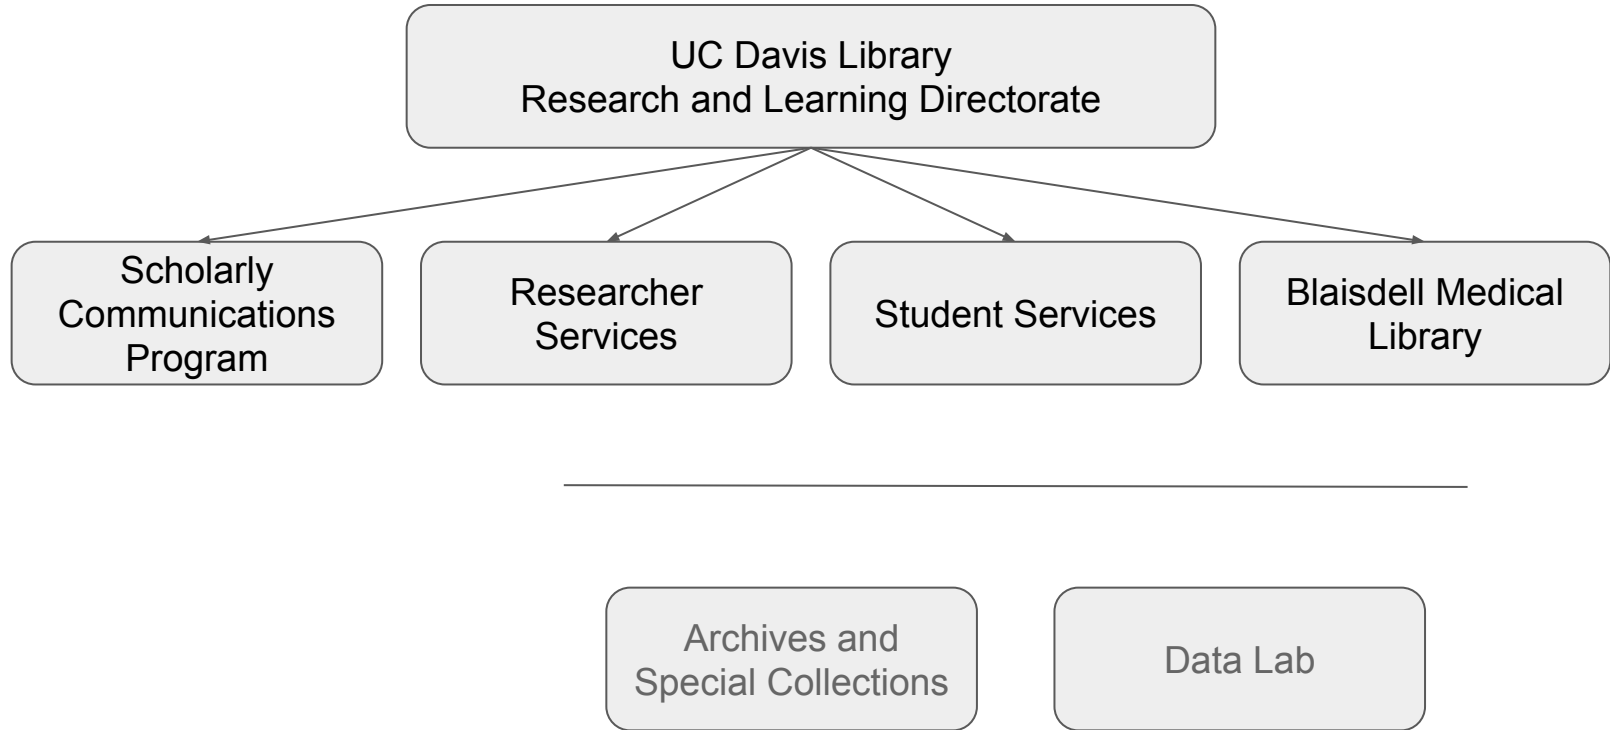 UC Davis Library
Research and Learning Directorate
Scholarly
Communications
Program
Researcher
Services
Student Services
Blaisdell Medical
Library
Archives and
Special Collections
Data Lab